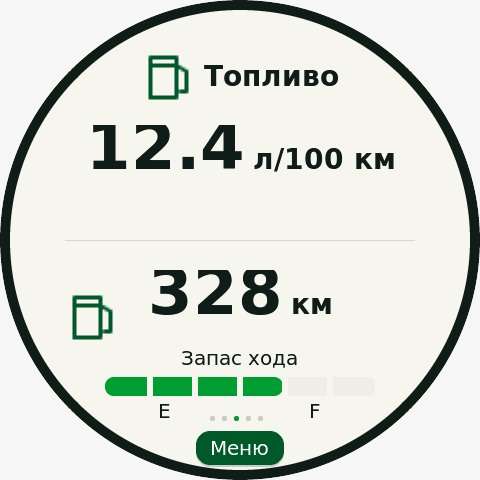 Топливо
12.4 л/100 км
328 км
Запас хода
E F
Меню